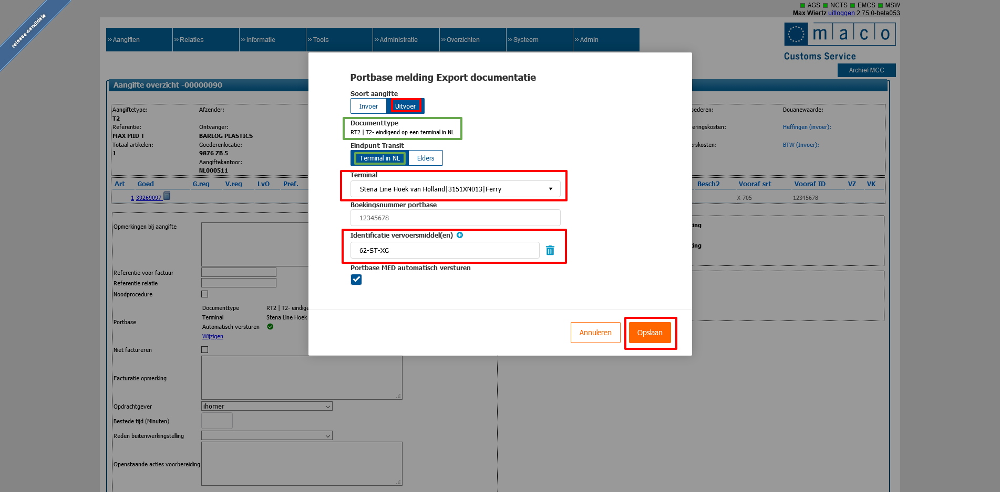 release-candidate
AGS NCTS EMCS MSW
Max Wiertz uitloggen 2.75.0-beta053
maco
Customs Service
Archief MCC
>> Aangiften >> Relaties >> Informatie >> Tools >> Administratie >> Overzichten >> Systeem >> Admin
Aangifte overzicht -00000090
Aangiftetype: Afzender:
T2
Referentie: Ontvanger:
MAX MID T BARLOG PLASTICS
Totaal artikelen: Goederenlocatie:
1 9876 ZB 5
Aangiftekantoor:
NL000511
oederen: Douanewaarde:
eringskosten: Heffingen (invoer):
erskosten: BTW (Invoer):
Art Goed G.reg V.reg LvO Pref. Besch2 Vooraf srt Vooraf ID VZ VK
1 39269097 X-705 12345678
Portbase melding Export documentatie
Soort aangifte
Invoer Uitvoer
Documenttype
RT2 | T2- eindigend op een terminal in NL
Eindpunt Transit
Terminal in NL Elders
Terminal
Stena Line Hoek van Holland|3151XN013|Ferry
Boekingsnummer portbase
12345678
Identificatie vervoersmiddel(en)
62-ST-XG
Portbase MED automatisch versturen
Annuleren Opslaan
Opmerkingen bij aangifte
Referentie voor factuur
Referentie relatie
Noodprocedure
Portbase
Documenttype RT2 | T2- eindige
Terminal Stena Line Hoek
Automatisch versturen
Wijzigen
Niet factureren
Facturatie opmerking
Opdrachtgever ihomer
Bestede tijd (Minuten)
Reden buitenwerkingstelling
Openstaande acties voorbereiding
ing
ing